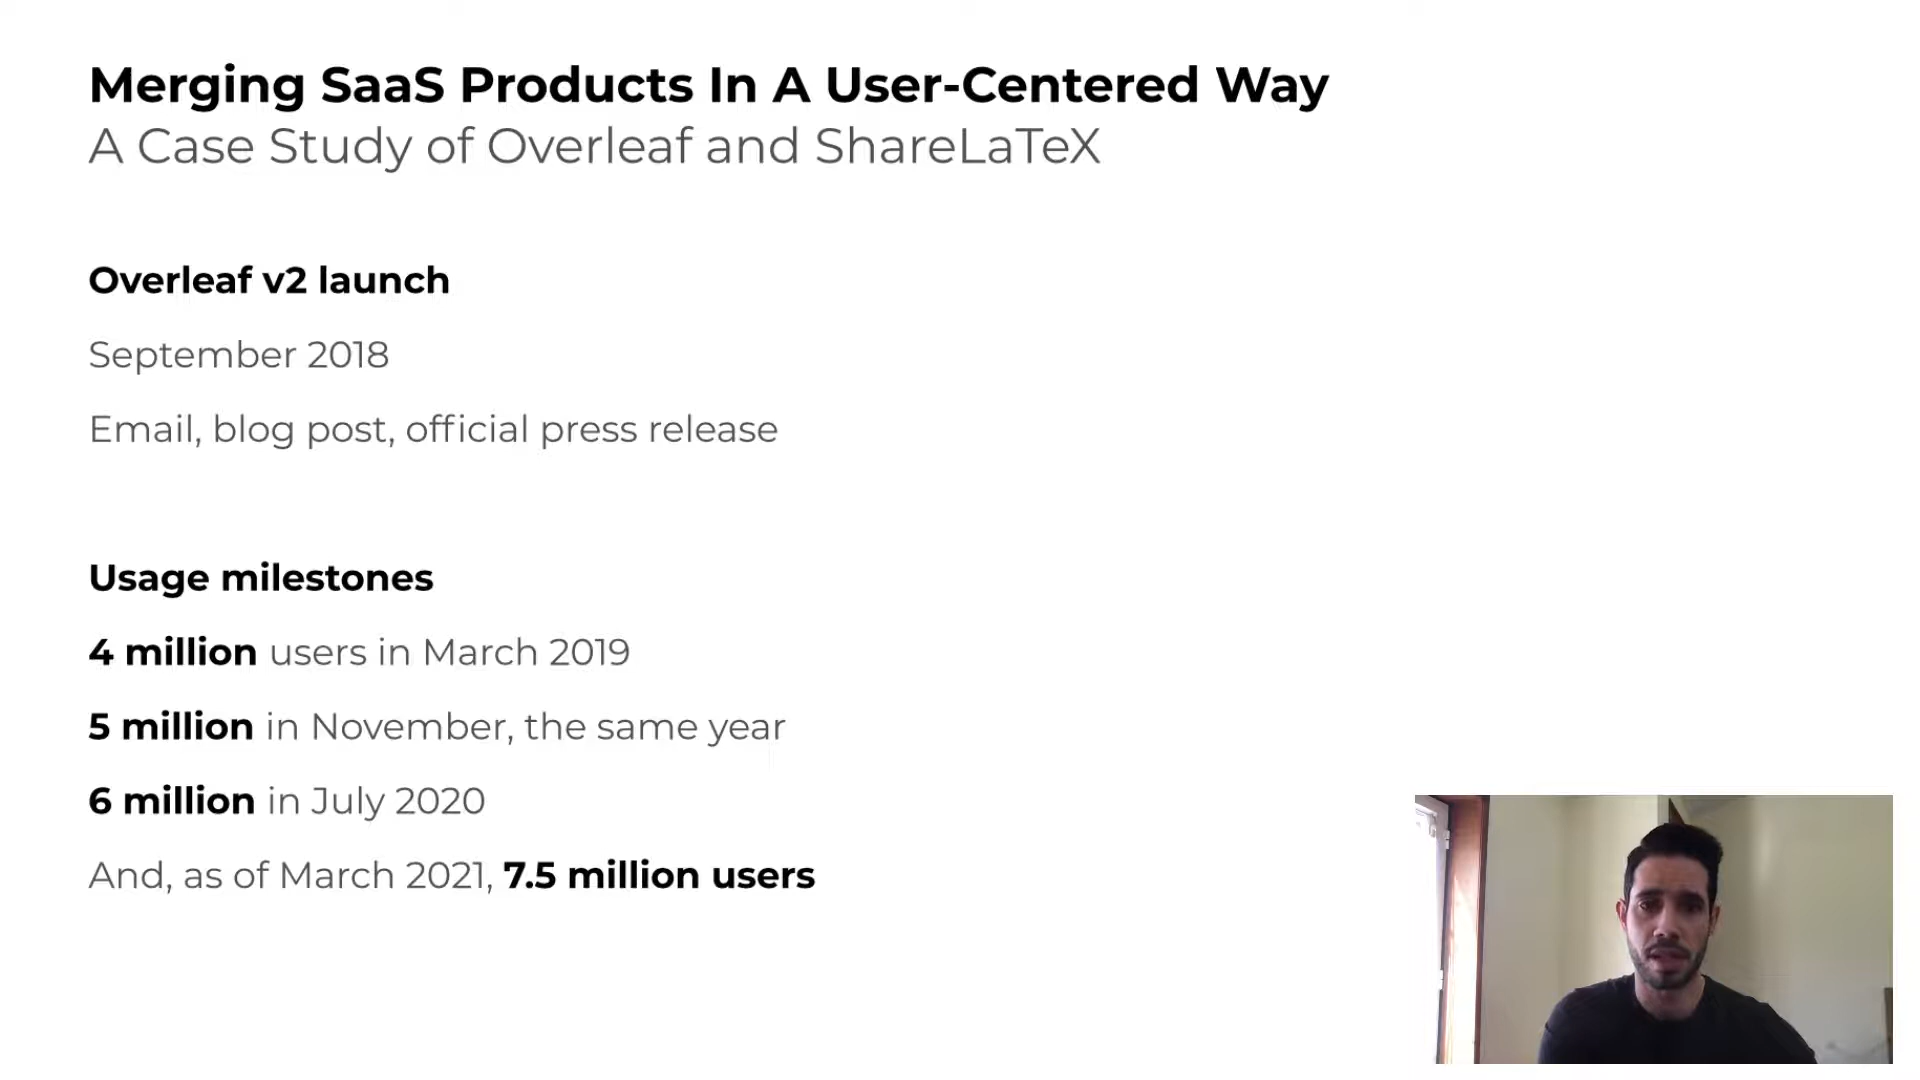 Merging SaaS Products In A User-Centered Way
A Case Study of Overleaf and ShareLaTeX
Overleaf v2 launch
September 2018
Email, blog post, official press release
Usage milestones
4 million users in March 2019
5 million in November, the same year
6 million in July 2020
And, as of March 2021, 7.5 million users